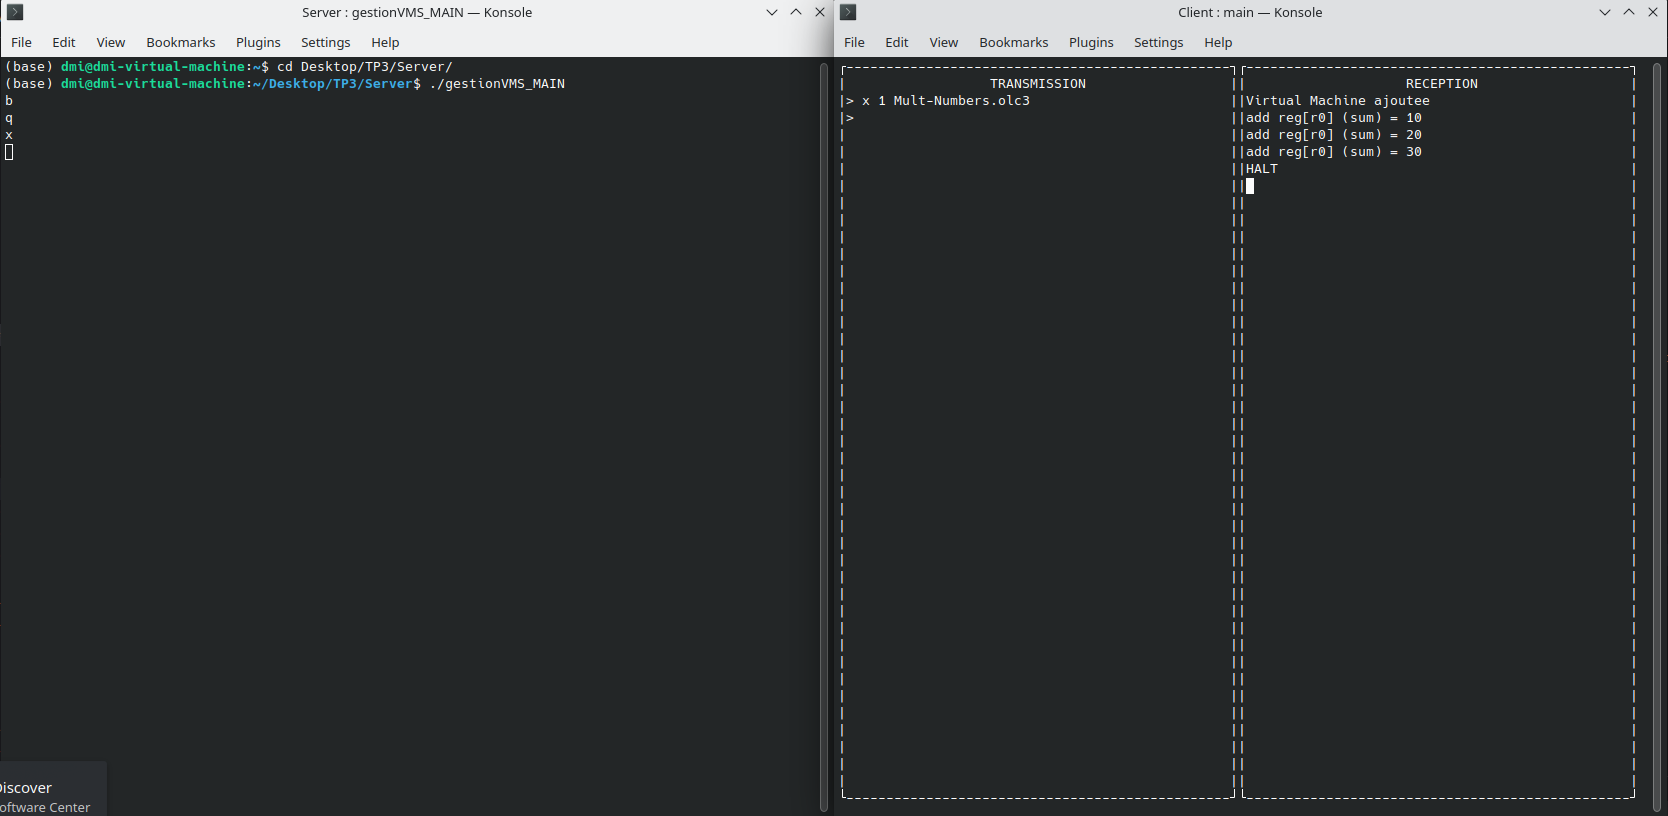 Server : gestionVMS_MAIN — Konsole
File Edit View Bookmarks Plugins Settings Help
(base) dmi@dmi-virtual-machine:~$ cd Desktop/TP3/Server/
(base) dmi@dmi-virtual-machine:~/Desktop/TP3/Server$ ./gestionVMS_MAIN
b
q
x
Discover
oftware Center
Client : main — Konsole
File Edit View Bookmarks Plugins Settings Help
TRANSMISSION
> x 1 Mult-Numbers.olc3
>
RECEPTION
Virtual Machine ajoutee
add reg[r0] (sum) = 10
add reg[r0] (sum) = 20
add reg[r0] (sum) = 30
HALT